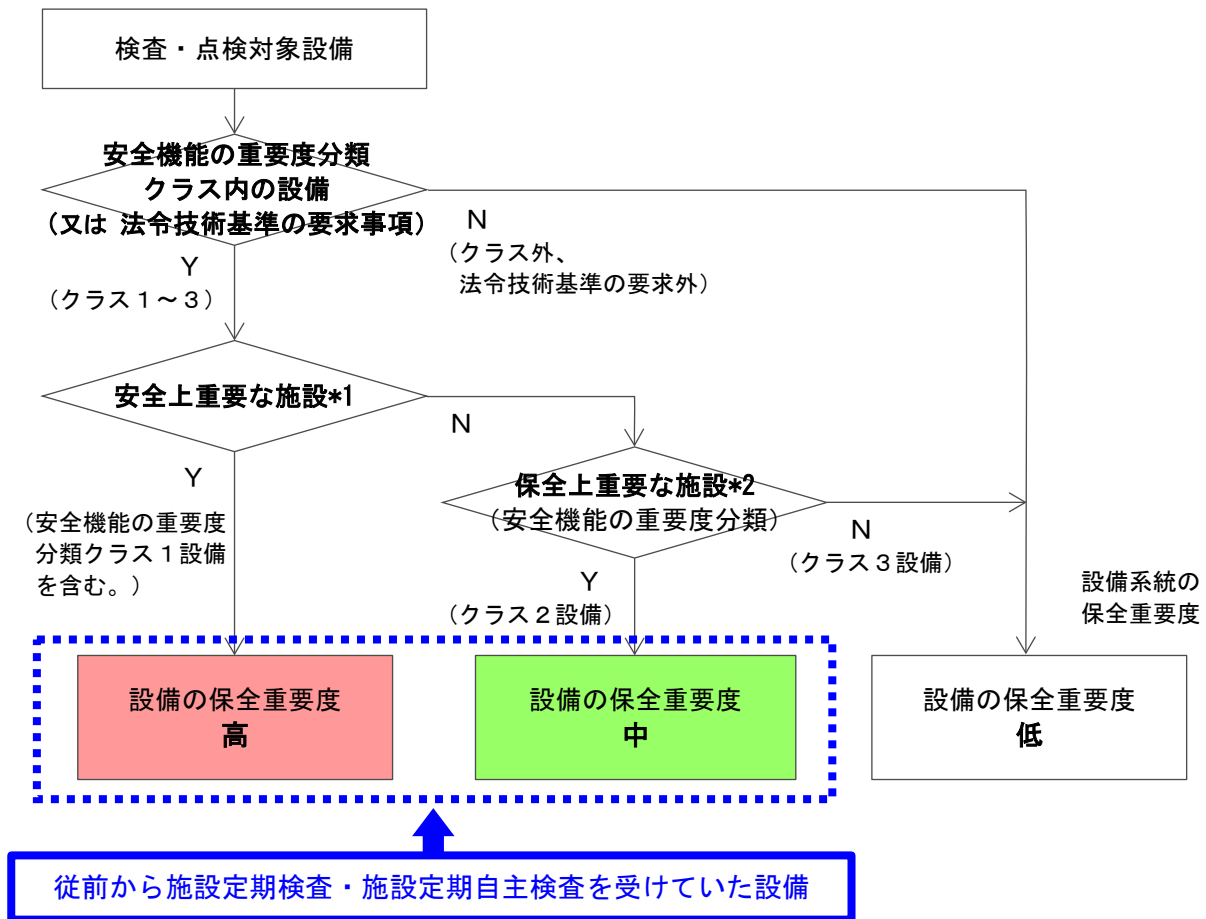 検査・点検対象設備
安全機能の重要度分類
クラス内の設備
(又は 法令技術基準の要求事項)
N
（クラス外、
法令技術基準の要求外）
Y
（クラス１～３）
安全上重要な施設*1
N
Y
（安全機能の重要度
分類クラス１設備
を含む。）
保全上重要な施設*2
（安全機能の重要度分類）
N
（クラス３設備）
Y
（クラス２設備）
設備系統の
保全重要度
設備の保全重要度
高
設備の保全重要度
中
設備の保全重要度
低
従前から施設定期検査・施設定期自主検査を受けていた設備